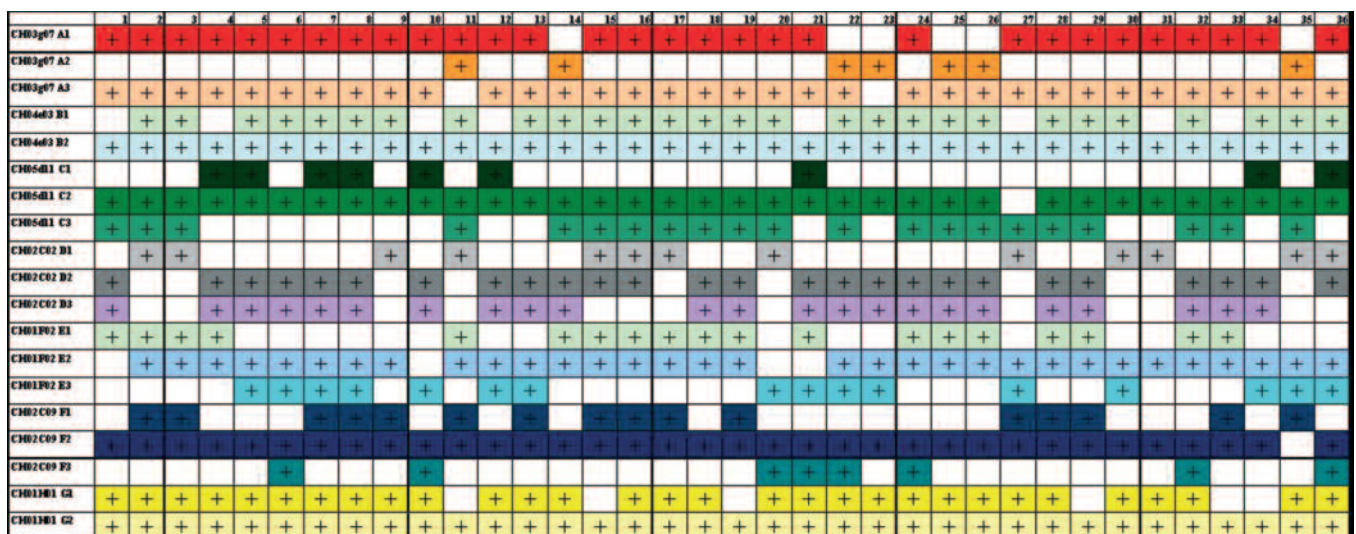 1 2 3 4 5 6 7 8 9 10 11 12 13 14 15 16 17 18 19 20 21 22 23 24 25 26 27 28 29 30 31 32 33 34 35 36
CH03g07 A1
CH03g07 A2
CH03g07 A3
CH04e03 B1
CH04e03 B2
CH05d11 C1
CH05d11 C2
CH05d11 C3
CH02C02 D1
CH02C02 D2
CH02C02 D3
CH01F02 E1
CH01F02 E2
CH01F02 E3
CH02C09 F1
CH02C09 F2
CH02C09 F3
CH01H01 G1
CH01H01 G2